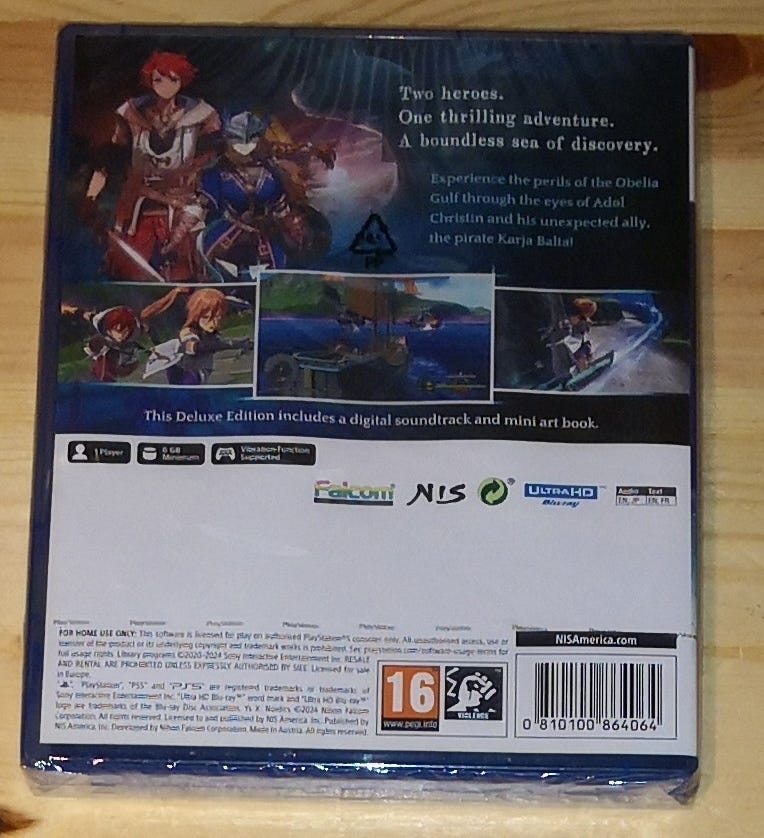 Two heroes.
One thrilling adventure.
A boundless sea of discovery.
Experience the perils of the Obelia
Gulf through the eyes of Adol
Christin and his unexpected ally,
the pirate Karja Balta!
This Deluxe Edition includes a digital soundtrack and mini art book.
1 Player
6 GB
Minimum
Vibration Function
Supported
Falcom
NIS
ULTRA HD
Blu-ray
Audio Text
EN, JP EN, FR
PlayStation PlayStation PlayStation PlayStation PlayStation PlayStation
FOR HOME USE ONLY: This software is licensed for play on authorised PlayStation®5 consoles only. All unauthorised access, use or
transfer of the product or its underlying copyright and trademark works is prohibited. See playstation.com/software-usage-terms for
full usage rights. Library programs ©2020-2024 Sony Interactive Entertainment Inc. RESALE
AND RENTAL ARE PROHIBITED UNLESS EXPRESSLY AUTHORISED BY SIEE. Licensed for sale
in Europe.
"PlayStation", "PS5" and "PS5" are registered trademarks or trademarks of
Sony Interactive Entertainment Inc. "Ultra HD Blu-ray™" word mark and "Ultra HD Blu-ray™"
logo are trademarks of the Blu-ray Disc Association. Ys X: Nordics ©2024 Nihon Falcom
Corporation. All rights reserved. Licensed to and published by NIS America, Inc. Published by
NIS America, Inc. Developed by Nihon Falcom Corporation. Made in Austria. All rights reserved.
16
www.pegi.info
VIOLENCE
NISAmerica.com
0 810100 864064